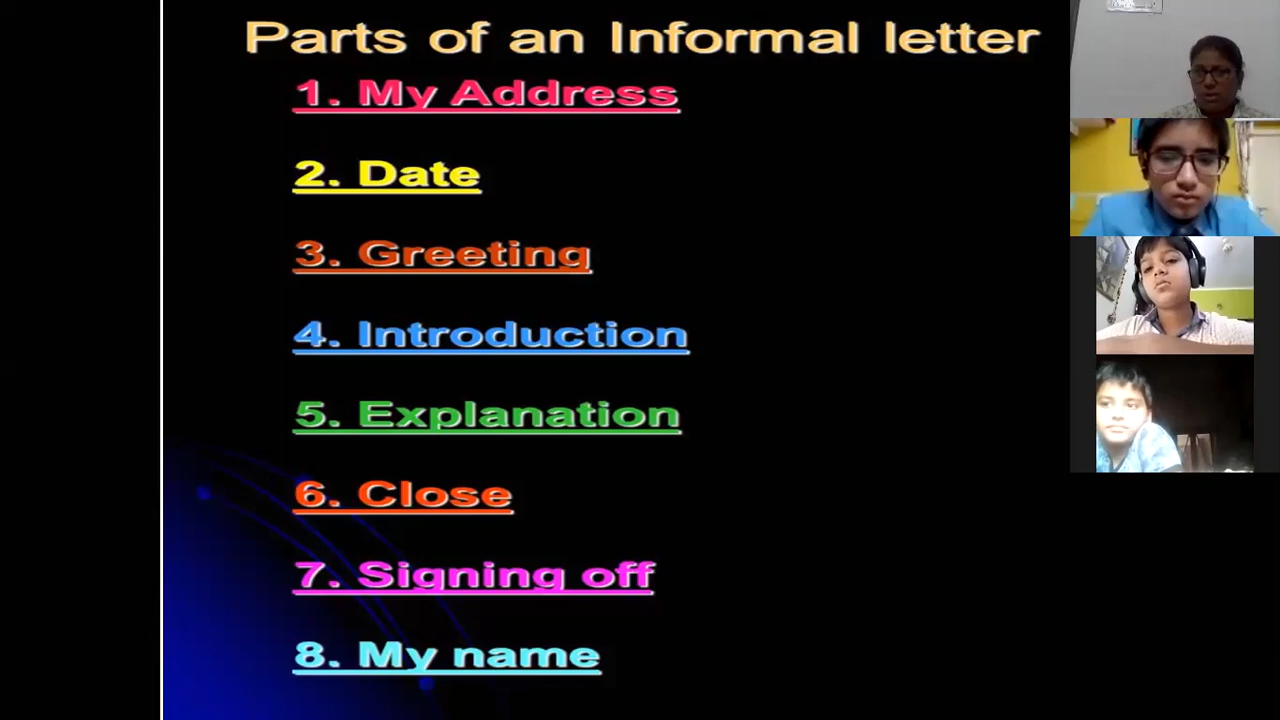 Parts of an Informal letter
1. My Address
2. Date
3. Greeting
4. Introduction
5. Explanation
6. Close
7. Signing off
8. My name